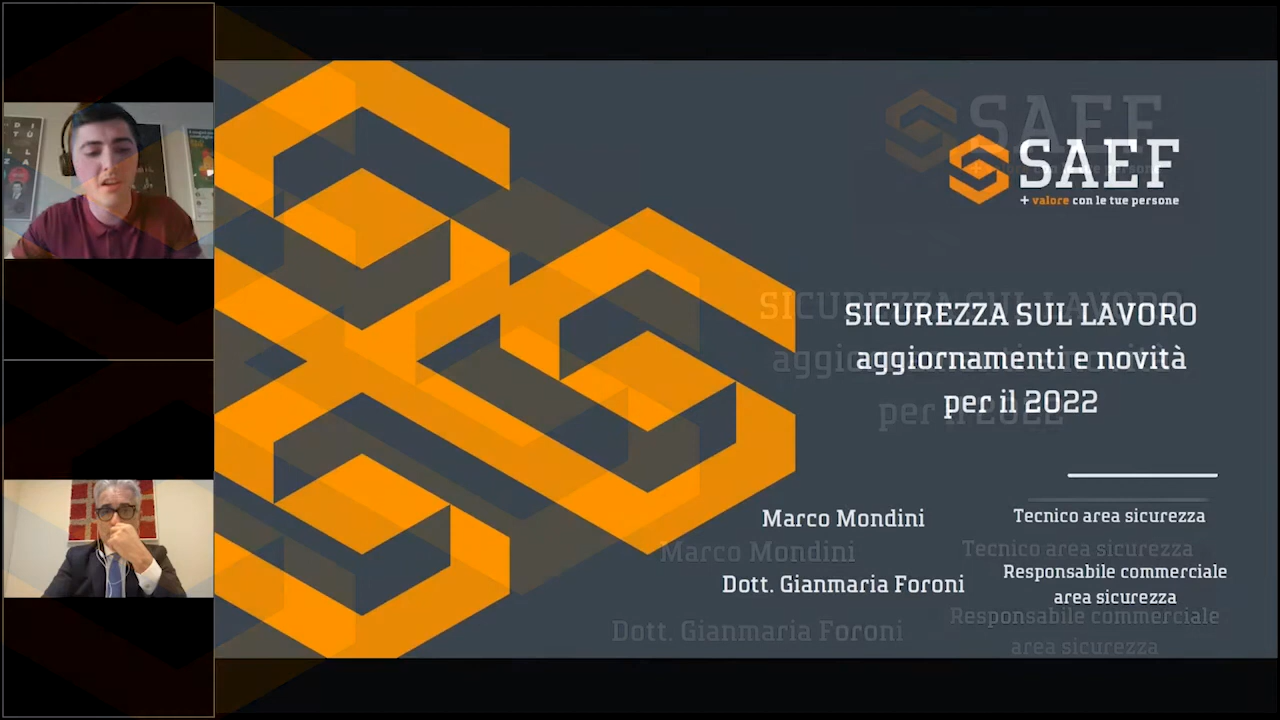 SAEF
+ valore con le tue persone
SICUREZZA SUL LAVORO
aggiornamenti e novità
per il 2022
Marco Mondini
Tecnico area sicurezza
Dott. Gianmaria Foroni
Responsabile commerciale
area sicurezza